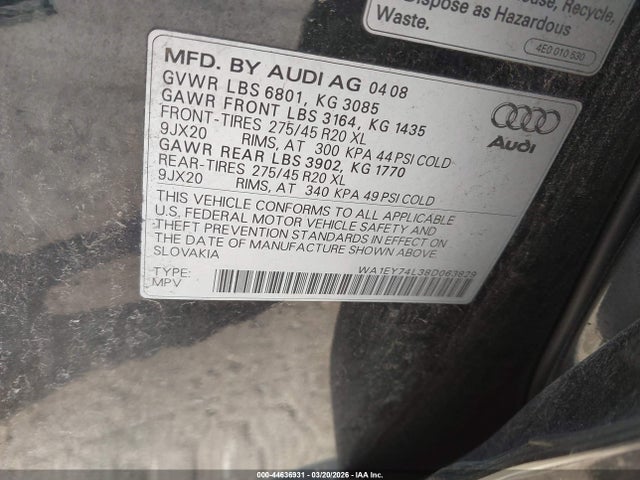 house, Recycle,
Dispose as Hazardous
Waste.
4E0 010 530
MFD. BY AUDI AG 04 08
GVWR LBS 6801, KG 3085
GAWR FRONT LBS 3164, KG 1435
FRONT-TIRES 275/45 R20 XL
9JX20 RIMS, AT 300 KPA 44 PSI COLD
GAWR REAR LBS 3902, KG 1770
REAR-TIRES 275/45 R20 XL
9JX20 RIMS, AT 340 KPA 49 PSI COLD
THIS VEHICLE CONFORMS TO ALL APPLICABLE
U.S. FEDERAL MOTOR VEHICLE SAFETY AND
THEFT PREVENTION STANDARDS IN EFFECT ON
THE DATE OF MANUFACTURE SHOWN ABOVE
SLOVAKIA
Audi
WA1EY74L38D063829
TYPE:
MPV
000-44636931 - 03/20/2026 - IAA Inc.